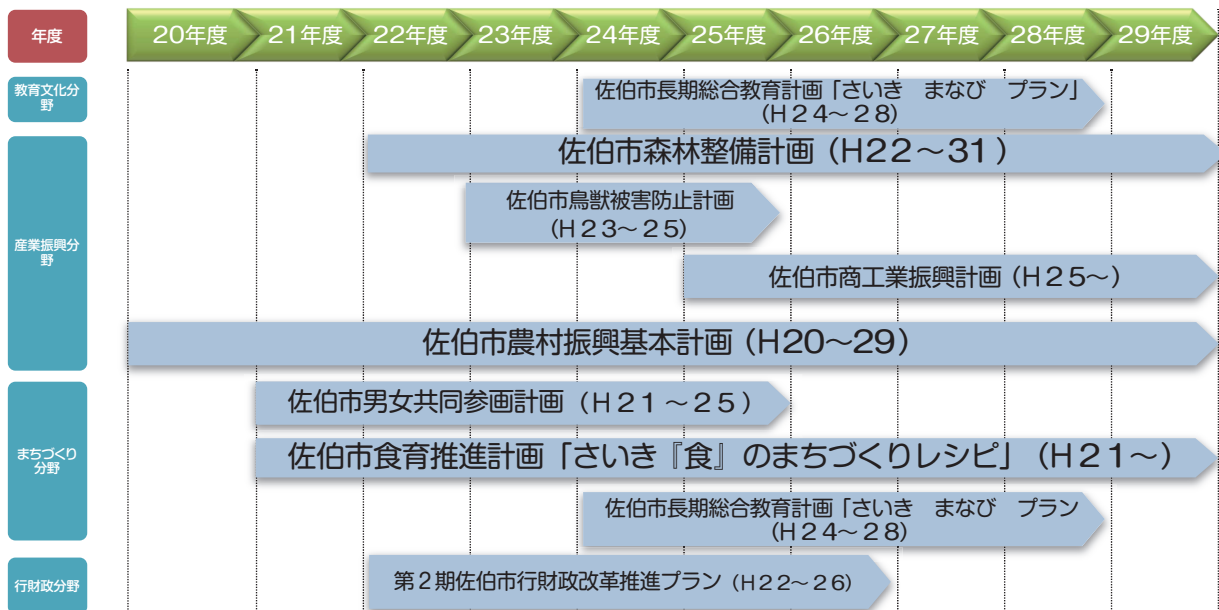 年度
20年度 21年度 22年度 23年度 24年度 25年度 26年度 27年度 28年度 29年度
教育文化分
野
佐伯市長期総合教育計画「さいき　まなび　プラン」
(H２４～２８)
産業振興分
野
佐伯市森林整備計画（H22～31）
佐伯市鳥獣被害防止計画
(H２３～２５)
佐伯市商工業振興計画（H２５～）
佐伯市農村振興基本計画（H20～29）
まちづくり
分野
佐伯市男女共同参画計画（H２１～２５）
佐伯市食育推進計画「さいき『食』のまちづくりレシピ」（H２１～）
佐伯市長期総合教育計画「さいき　まなび　プラン
(H２４～２８)
行財政分野
第２期佐伯市行財政改革推進プラン（H２２～２６）